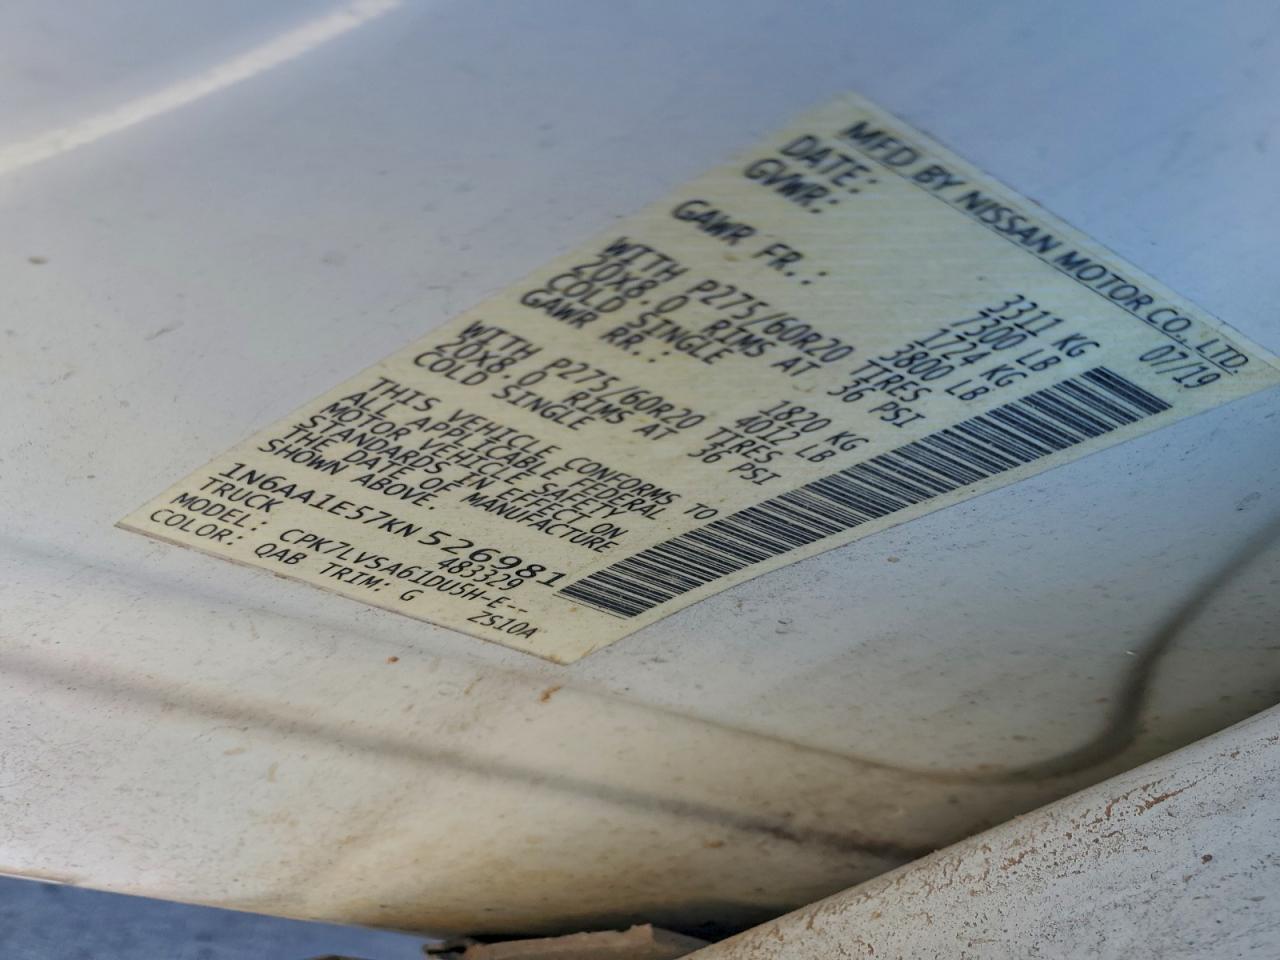 MFD BY NISSAN MOTOR CO., LTD
DATE: 07/19
GVWR: 3311 KG
7300 LB
GAWR FR.: 1724 KG
3800 LB
WITH P275/60R20 TIRES
20X8.0 RIMS AT 36 PSI
COLD SINGLE
GAWR RR.: 1820 KG
4012 LB
WITH P275/60R20 TIRES
20X8.0 RIMS AT 36 PSI
COLD SINGLE
THIS VEHICLE CONFORMS TO
ALL APPLICABLE FEDERAL
MOTOR VEHICLE SAFETY
STANDARDS IN EFFECT ON
THE DATE OF MANUFACTURE
SHOWN ABOVE.
1N6AA1E57KN526981
TRUCK 483329
MODEL: CPK7LVSA61DU5H-E--
COLOR: QAB TRIM: G ZS10A